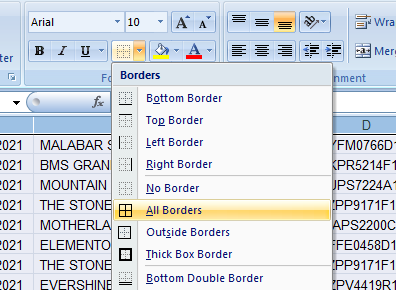 Arial 10 A A Wra
ter B I U A Me
Fo nment
fx
Borders
D
Bottom Border
Top Border
Left Border
Right Border
No Border
All Borders
Outside Borders
Thick Box Border
Bottom Double Border
2021 MALABAR S YFM0766D1
2021 BMS GRAN KPR5214F1
2021 MOUNTAIN UPS7224A1
2021 THE STONE ZPP9171F1
2021 MOTHERLA APS2200C
2021 ELEMENTO FFE0458D1
2021 THE STONE ZPP9171F1
2021 EVERSHINE ZPV4419R1